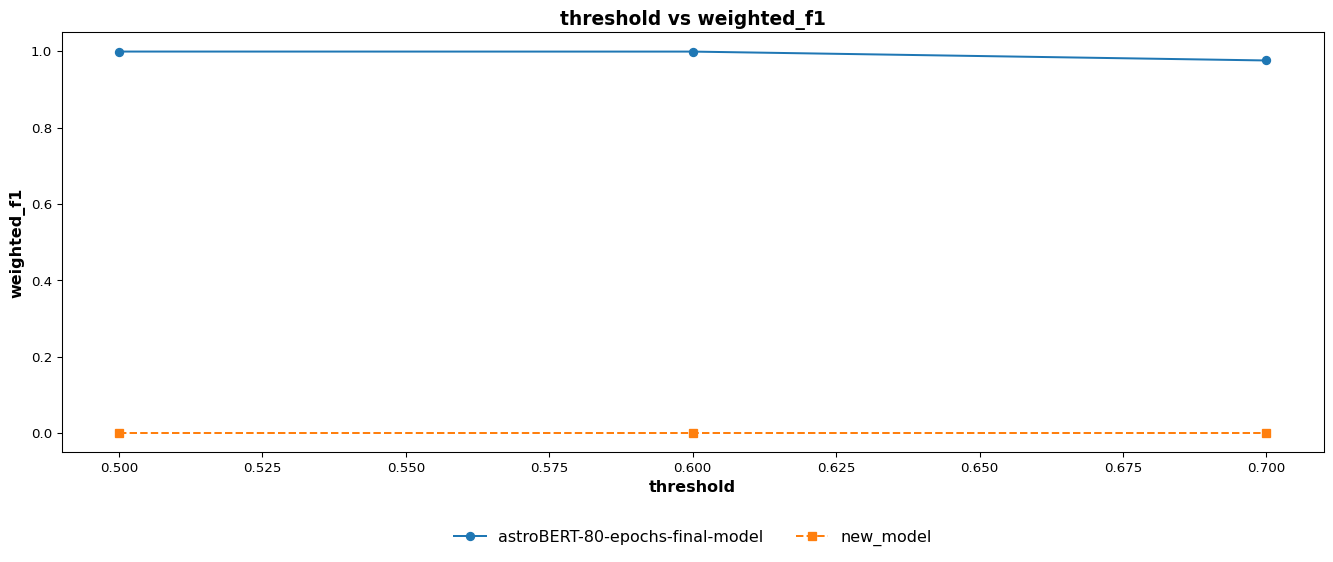 threshold vs weighted_f1
weighted_f1
1.0
0.8
0.6
0.4
0.2
0.0
0.500 0.525 0.550 0.575 0.600 0.625 0.650 0.675 0.700
threshold
astroBERT-80-epochs-final-model new_model